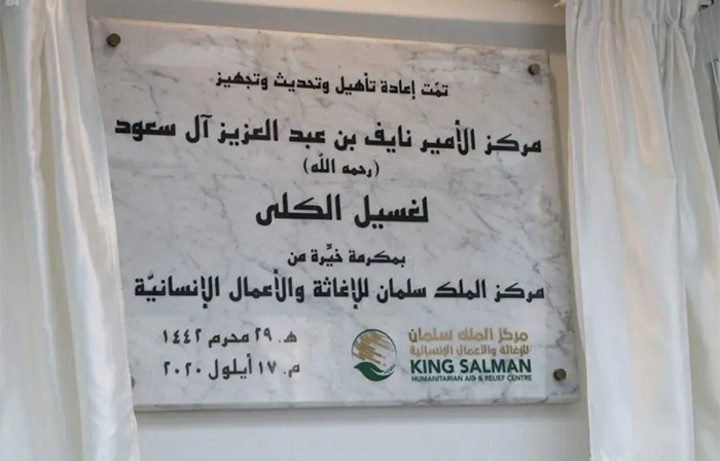 تمّت إعادة تأهيل وتحديث وتجهيز
مركز الأمير نايف بن عبد العزيز آل سعود
(رحمه الله)
لغسيل الكلى
بمكرمة خيِّرة من
مركز الملك سلمان للإغاثة والأعمال الإنسانيّة
هـ. ٢٩ محرم ١٤٤٢
م. ١٧ أيلول ٢٠٢٠
مركز الملك سلمان
للإغاثة والأعمال الإنسانية
KING SALMAN
HUMANITARIAN AID & RELIEF CENTRE